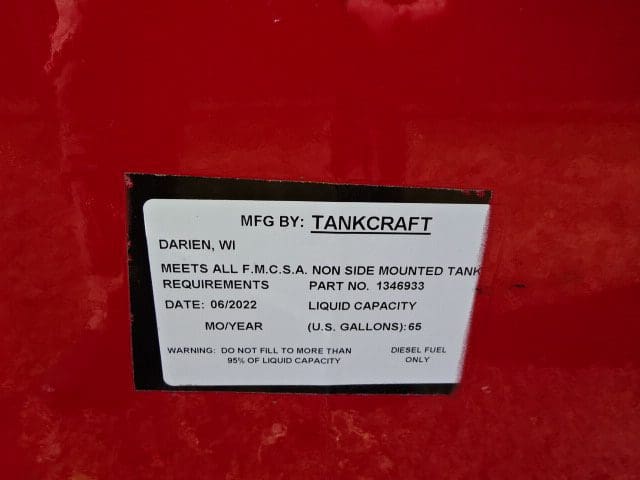 MFG BY: TANKCRAFT
DARIEN, WI
MEETS ALL F.M.C.S.A. NON SIDE MOUNTED TANK
REQUIREMENTS PART NO. 1346933
DATE: 06/2022 LIQUID CAPACITY
MO/YEAR (U.S. GALLONS): 65
WARNING: DO NOT FILL TO MORE THAN DIESEL FUEL
95% OF LIQUID CAPACITY ONLY